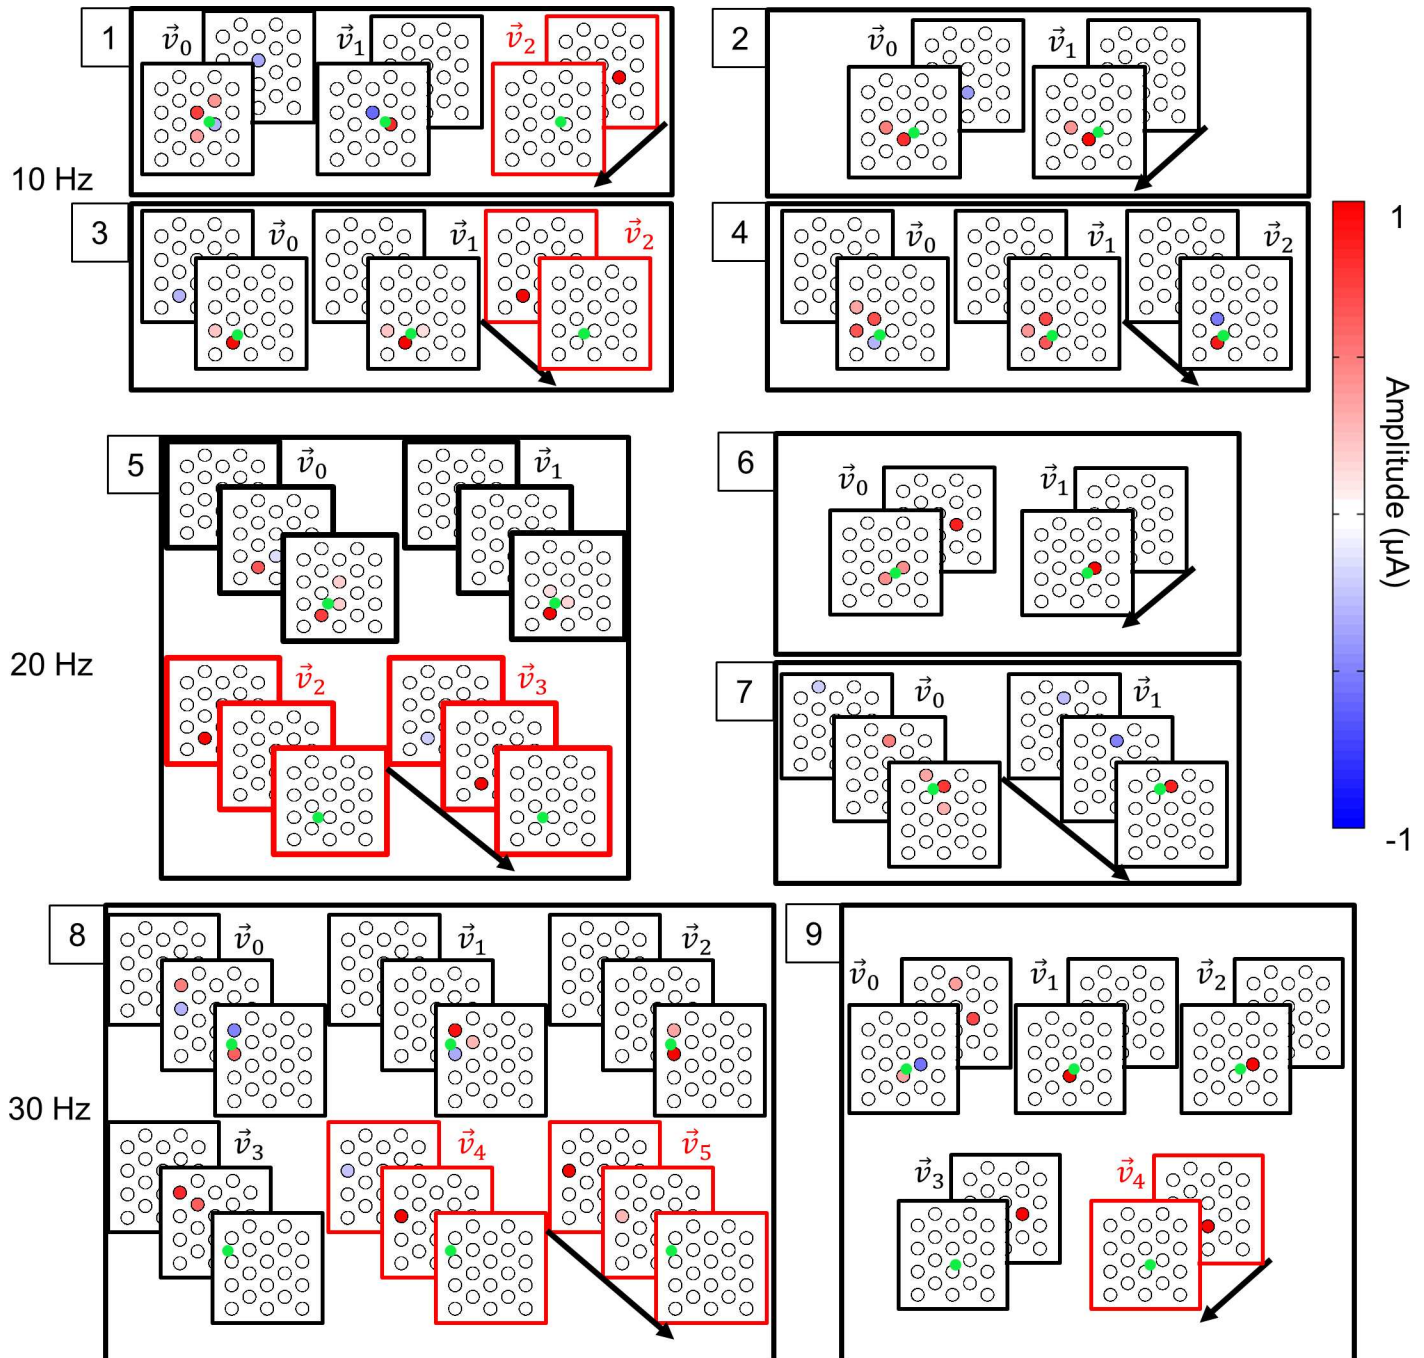 1 v⃗0 v⃗1 v⃗2
2 v⃗0 v⃗1
10 Hz
3 v⃗0 v⃗1 v⃗2
4 v⃗0 v⃗1 v⃗2
5 v⃗0 v⃗1
v⃗2 v⃗3
6 v⃗0 v⃗1
20 Hz
7 v⃗0 v⃗1
8 v⃗0 v⃗1 v⃗2
v⃗3 v⃗4 v⃗5
30 Hz
9 v⃗0 v⃗1 v⃗2
v⃗3 v⃗4
1
Amplitude (µA)
-1